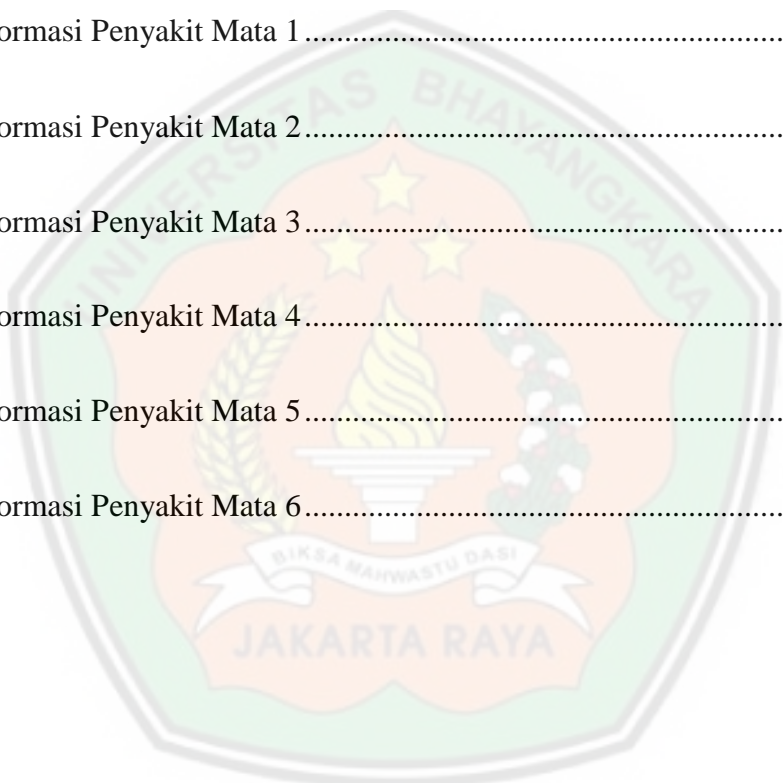 ormasi Penyakit Mata 1..............................................................
ormasi Penyakit Mata 2..............................................................
ormasi Penyakit Mata 3..............................................................
ormasi Penyakit Mata 4..............................................................
ormasi Penyakit Mata 5..............................................................
ormasi Penyakit Mata 6..............................................................
UNIVERSITAS BHAYANGKARA
BIKSA MAHWASTU DASI
JAKARTA RAYA